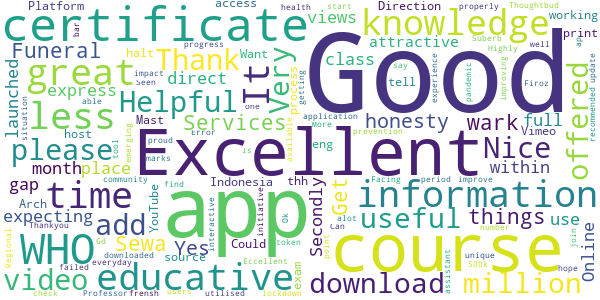 Platform access health start Direction properly Thoughtbud
certificate views knowledge working
bar Want attractive Suberb ap
Funeral halt Thank class Highly print
progress say well
launched great direct It Very tell Good experience pandemic improving Firoz offered recommended update
express impact seen process getting
able Helpful one honesty full
situation less Services application wark Vimeo
host Mast More eng Nice
please emerging tool proud Error is available prevention within
month place marks Excellent
gap community YouTube find Indonesia thh Get Facing period improve
time interactive initiative Secondly information
Arch add app Could Ok useful things use
expecting Thankyou Sewa Yes Can alot number Online
WHO Gd source token point course unique join
Regional downloaded Eccellent 500k
video failed everyday educative exam download assistant million hope
check Professor frensh users utilised lockdown